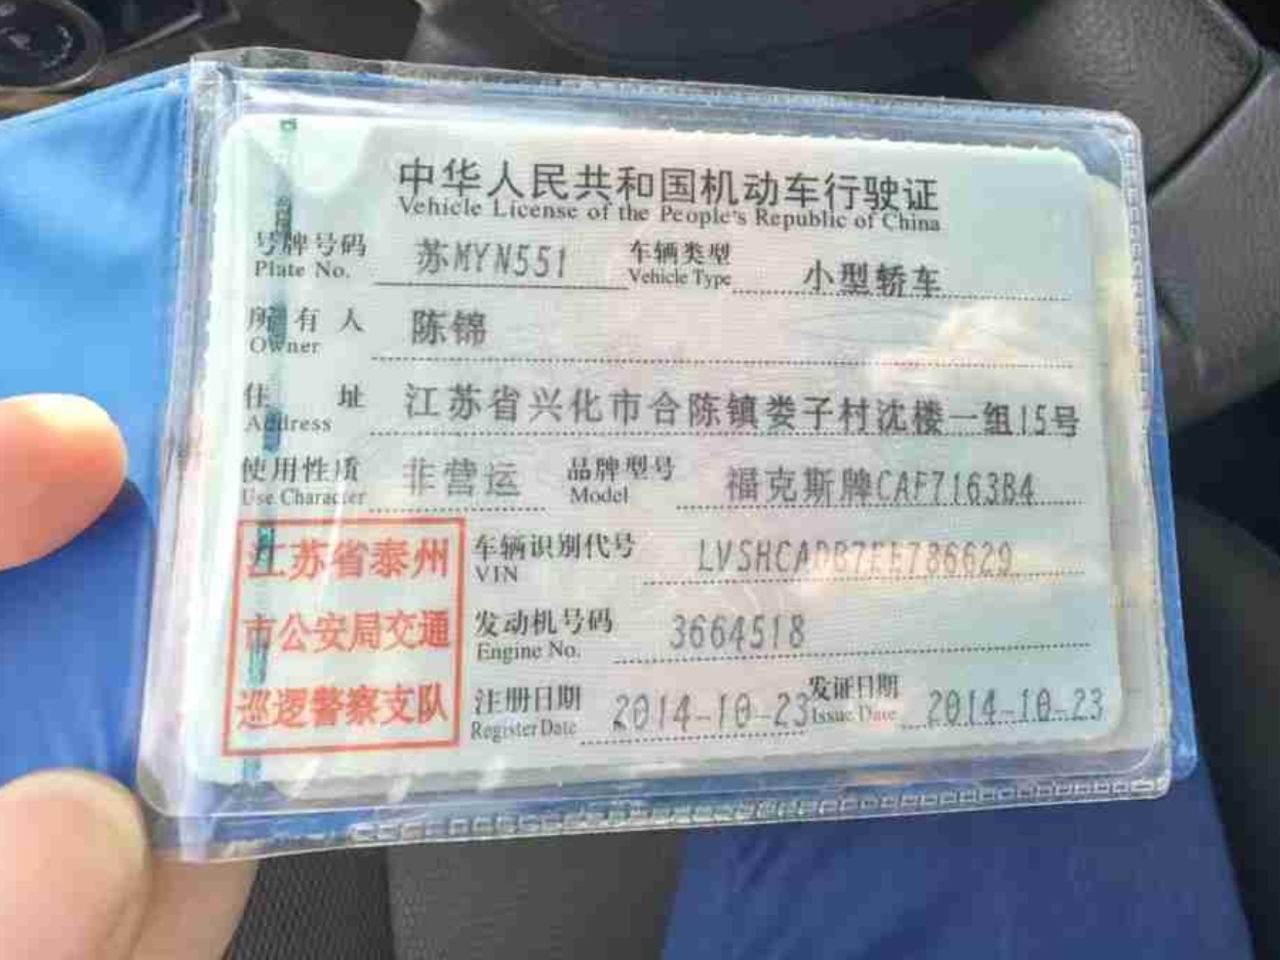 中华人民共和国机动车行驶证
Vehicle License of the People's Republic of China
号牌号码 苏MYN551 车辆类型 小型轿车
Plate No. Vehicle Type
所有人 陈锦
Owner
住址 江苏省兴化市合陈镇娄子村沈楼一组15号
Address
使用性质 非营运 品牌型号 福克斯牌CAF7163B4
Use Character Model
江苏省泰州 车辆识别代号 LVSHCADB7EE786629
VIN
市公安局交通 发动机号码 3664518
Engine No.
巡逻警察支队 注册日期 2014-10-23 发证日期 2014-10-23
Register Date Issue Date